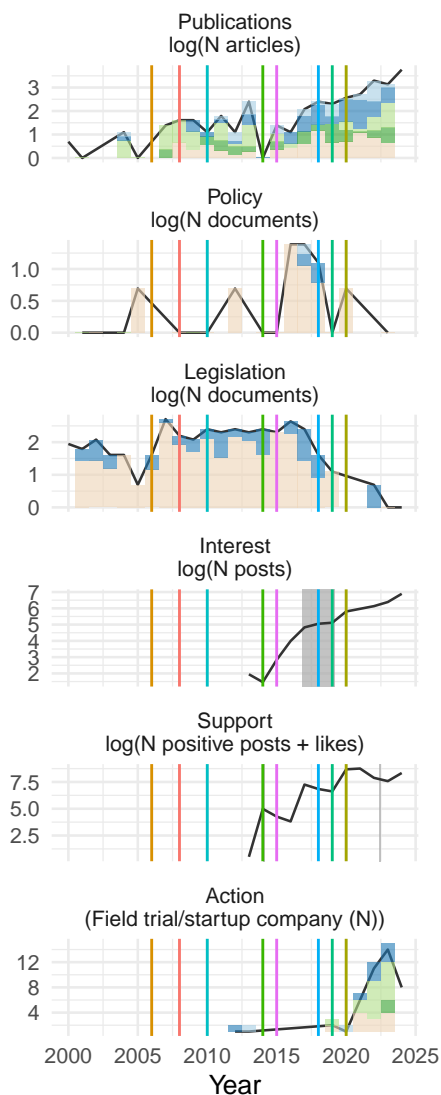 Publications
log(N articles)
3
2
1
0
Policy
log(N documents)
1.0
0.5
0.0
Legislation
log(N documents)
2
1
0
Interest
log(N posts)
7
6
5
4
3
2
Support
log(N positive posts + likes)
7.5
5.0
2.5
Action
(Field trial/startup company (N))
12
8
4
2000 2005 2010 2015 2020 2025
Year